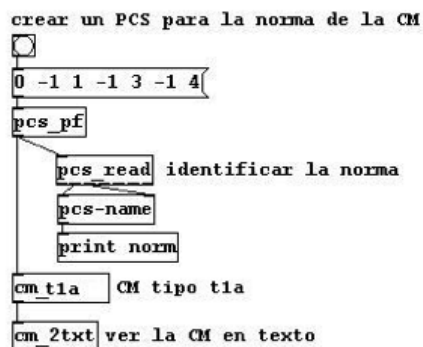 crear un PCS para la norma de la CM
0 -1 1 -1 3 -1 4
pcs_pf
pcs_read identificar la norma
pcs-name
print norm
cm_t1a CM tipo t1a
cm_2txt ver la CM en texto